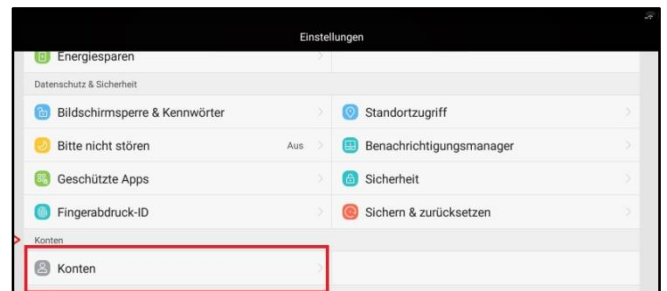 Einstellungen
Energiesparen
Datenschutz & Sicherheit
Bildschirmsperre & Kennwörter
Standortzugriff
Bitte nicht stören Aus
Benachrichtigungsmanager
Geschützte Apps
Sicherheit
Fingerabdruck-ID
Sichern & zurücksetzen
Konten
Konten